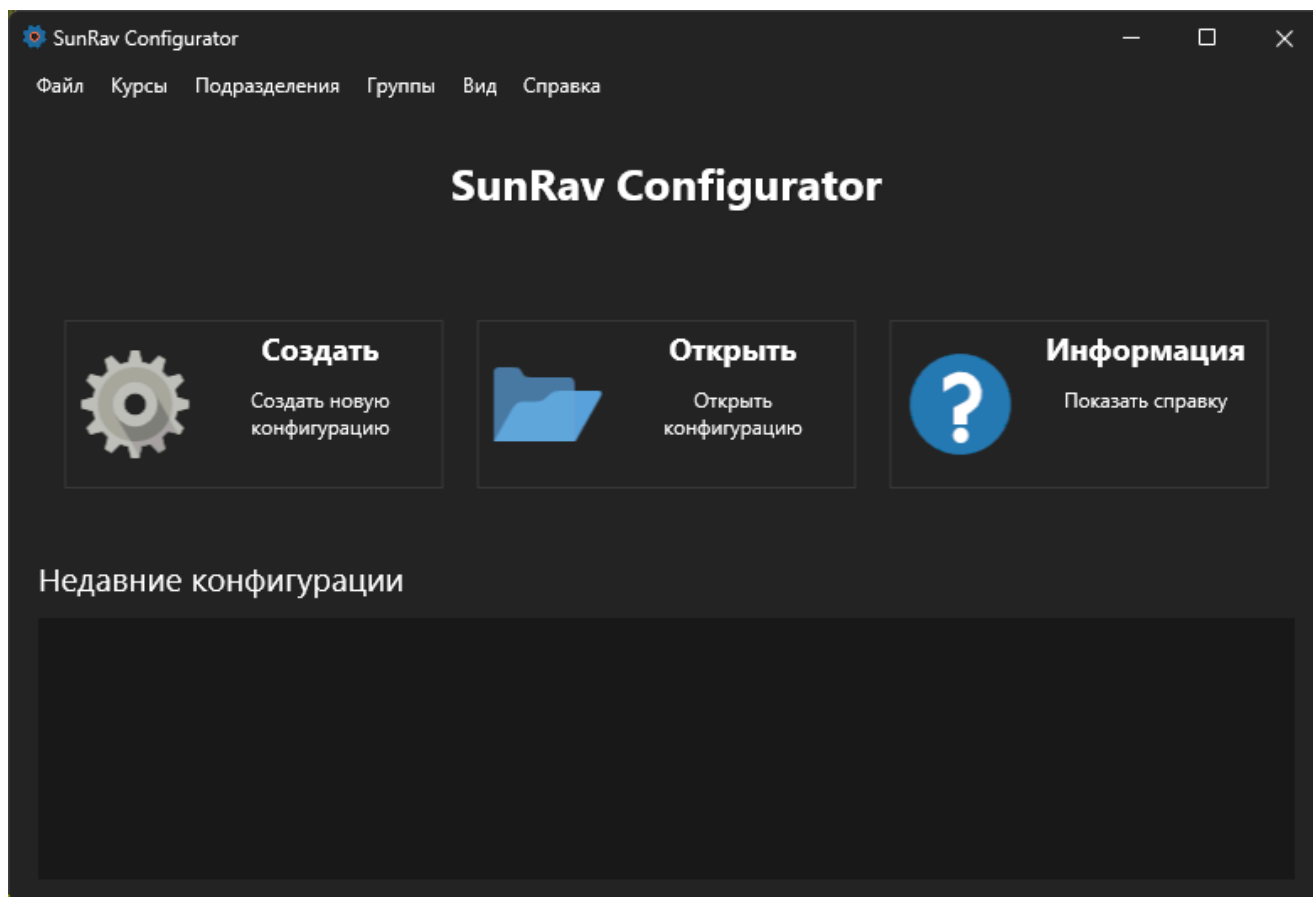 SunRav Configurator
Файл Курсы Подразделения Группы Вид Справка
SunRav Configurator
Создать
Создать новую
конфигурацию
Открыть
Открыть
конфигурацию
Информация
Показать справку
Недавние конфигурации